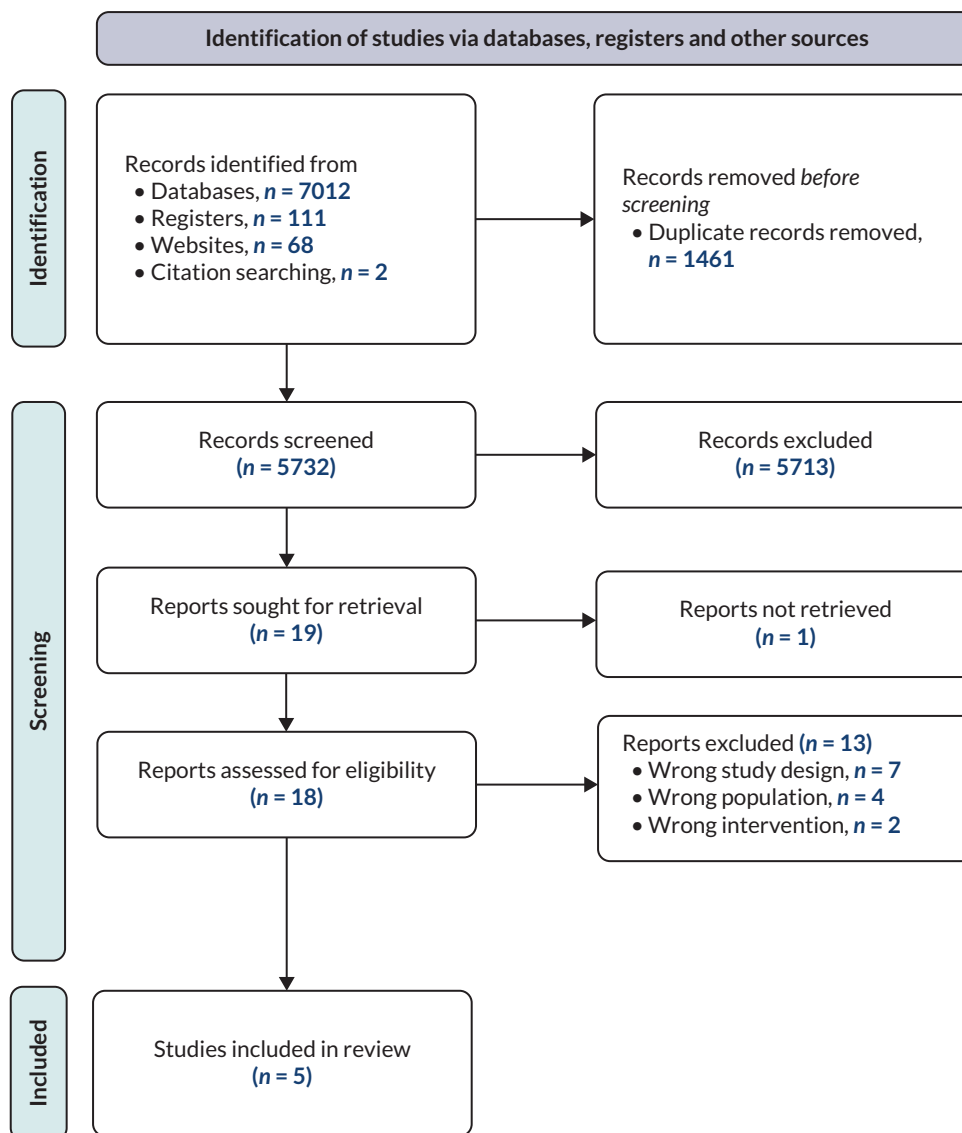 Identification of studies via databases, registers and other sources
Identification
Records identified from
• Databases, n = 7012
• Registers, n = 111
• Websites, n = 68
• Citation searching, n = 2
Records removed before
screening
• Duplicate records removed,
n = 1461
Screening
Records screened
(n = 5732)
Records excluded
(n = 5713)
Reports sought for retrieval
(n = 19)
Reports not retrieved
(n = 1)
Reports assessed for eligibility
(n = 18)
Reports excluded (n = 13)
• Wrong study design, n = 7
• Wrong population, n = 4
• Wrong intervention, n = 2
Included
Studies included in review
(n = 5)